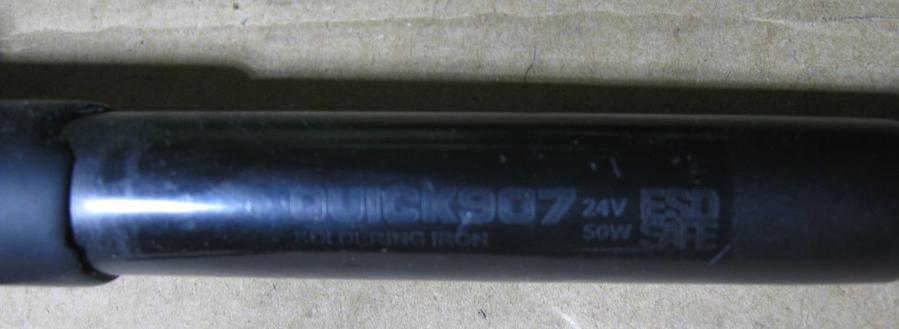 QUICK907 24V ESD
SOLDERING IRON 50W SAFE